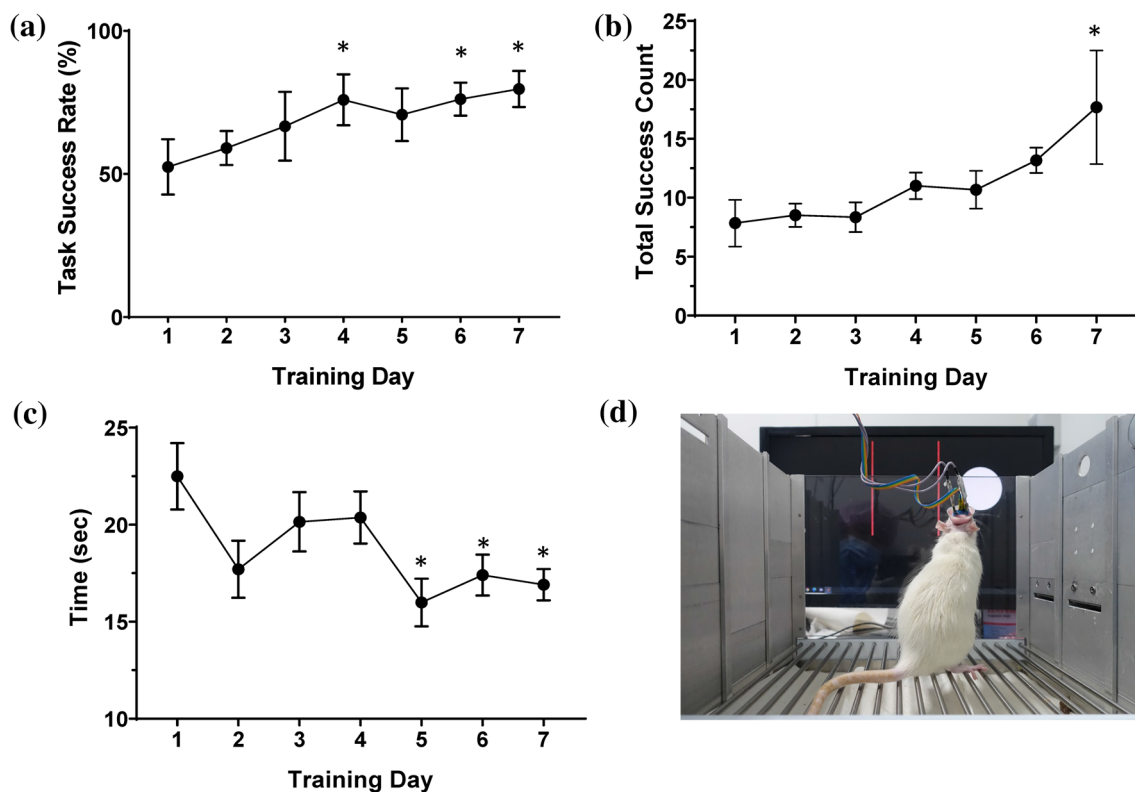 (a)
Task Success Rate (%)
100
50
0
* * *
1 2 3 4 5 6 7
Training Day
(b)
Total Success Count
25
20
15
10
5
0
*
1 2 3 4 5 6 7
Training Day
(c)
Time (sec)
25
20
15
10
* * *
1 2 3 4 5 6 7
Training Day
(d)